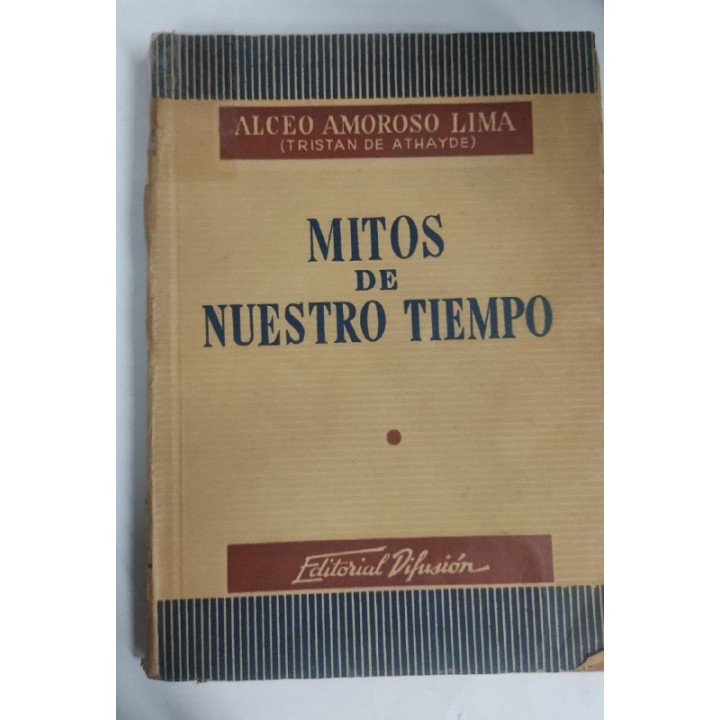 ALCEO AMOROSO LIMA
(TRISTAN DE ATHAYDE)
MITOS
DE
NUESTRO TIEMPO
Editorial Difusión